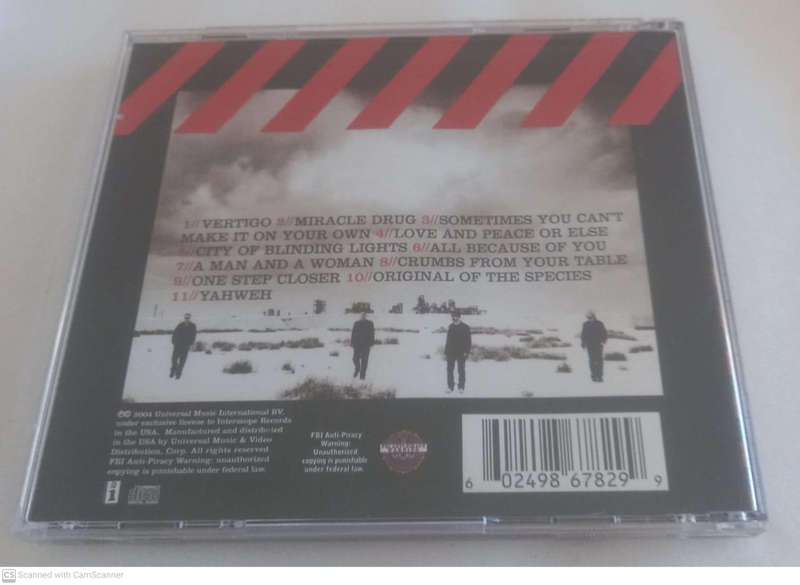 1// VERTIGO 2//MIRACLE DRUG 3//SOMETIMES YOU CAN'T
MAKE IT ON YOUR OWN 4//LOVE AND PEACE OR ELSE
5//CITY OF BLINDING LIGHTS 6//ALL BECAUSE OF YOU
7//A MAN AND A WOMAN 8//CRUMBS FROM YOUR TABLE
9//ONE STEP CLOSER 10//ORIGINAL OF THE SPECIES
11//YAHWEH
℗© 2004 Universal Music International BV.
under exclusive license to Interscope Records
in the USA. Manufactured and distributed
in the USA by Universal Music & Video
Distribution, Corp. All rights reserved
FBI Anti-Piracy Warning: unauthorized
copying is punishable under federal law.
FBI Anti-Piracy
Warning:
Unauthorized
copying is punishable
under federal law.
6 02498 67829 9
CS Scanned with CamScanner